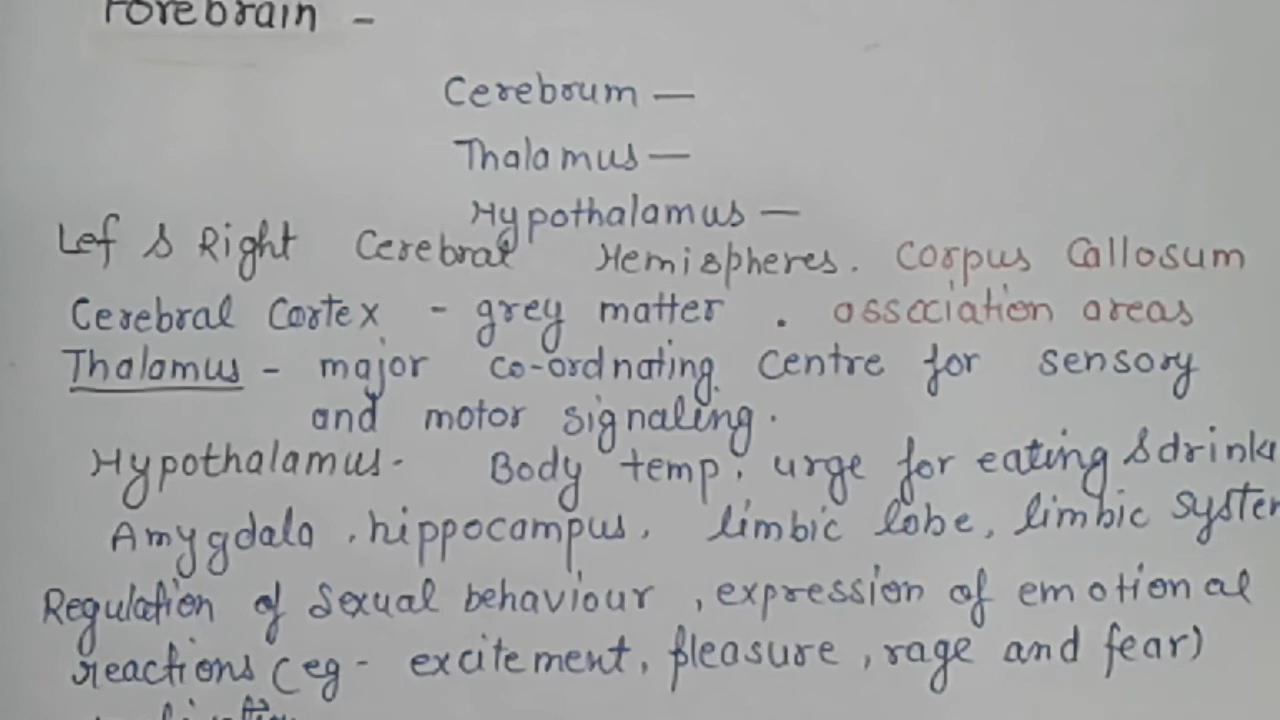 Forebrain -
Cerebrum —
Thalamus —
Hypothalamus —
Lef & Right Cerebral Hemispheres. Corpus Callosum
Cerebral Cortex - grey matter . association areas
Thalamus - major co-ordnating centre for sensory
and motor signaling.
Hypothalamus- Body temp, urge for eating & drink
Amygdala, hippocampus, limbic lobe, limbic system
Regulation of Sexual behaviour, expression of emotional
reactions (eg - excitement, pleasure, rage and fear)